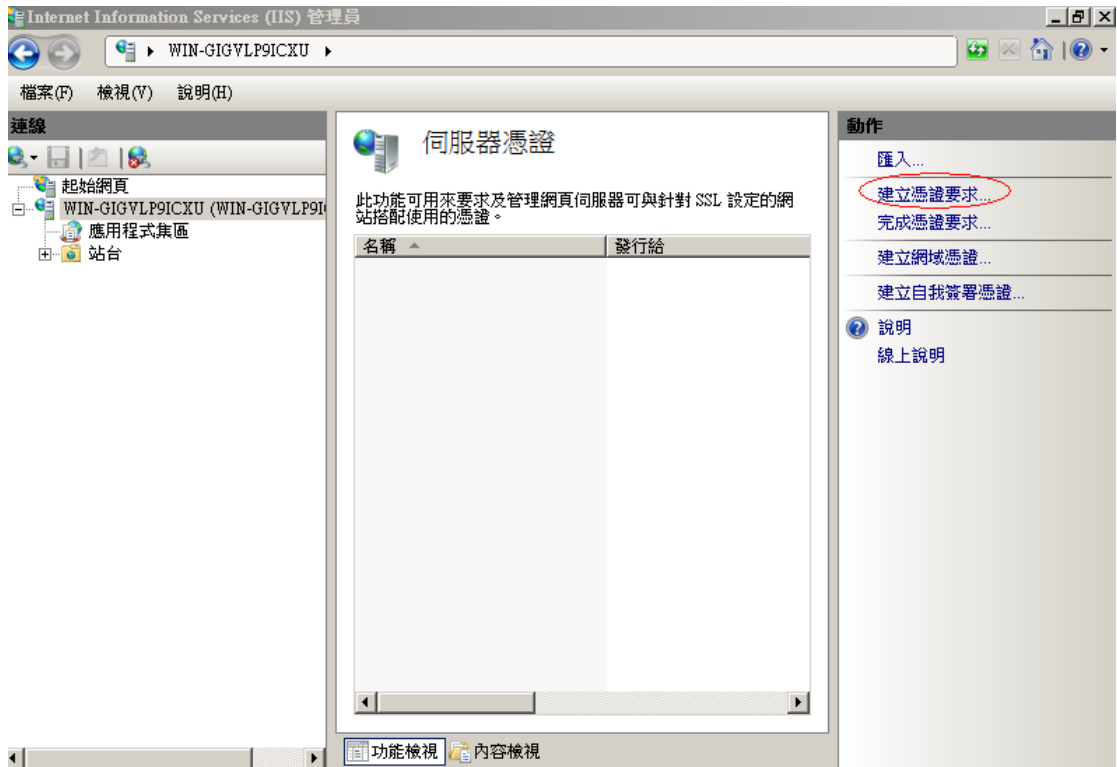 Internet Information Services (IIS) 管理員
WIN-GIGVLP9ICXU
檔案(F) 檢視(V) 說明(H)
連線
起始網頁
WIN-GIGVLP9ICXU (WIN-GIGVLP9I
應用程式集區
站台
伺服器憑證
此功能可用來要求及管理網頁伺服器可與針對 SSL 設定的網
站搭配使用的憑證。
名稱 發行給
功能檢視 內容檢視
動作
匯入...
建立憑證要求...
完成憑證要求...
建立網域憑證...
建立自我簽署憑證...
說明
線上說明